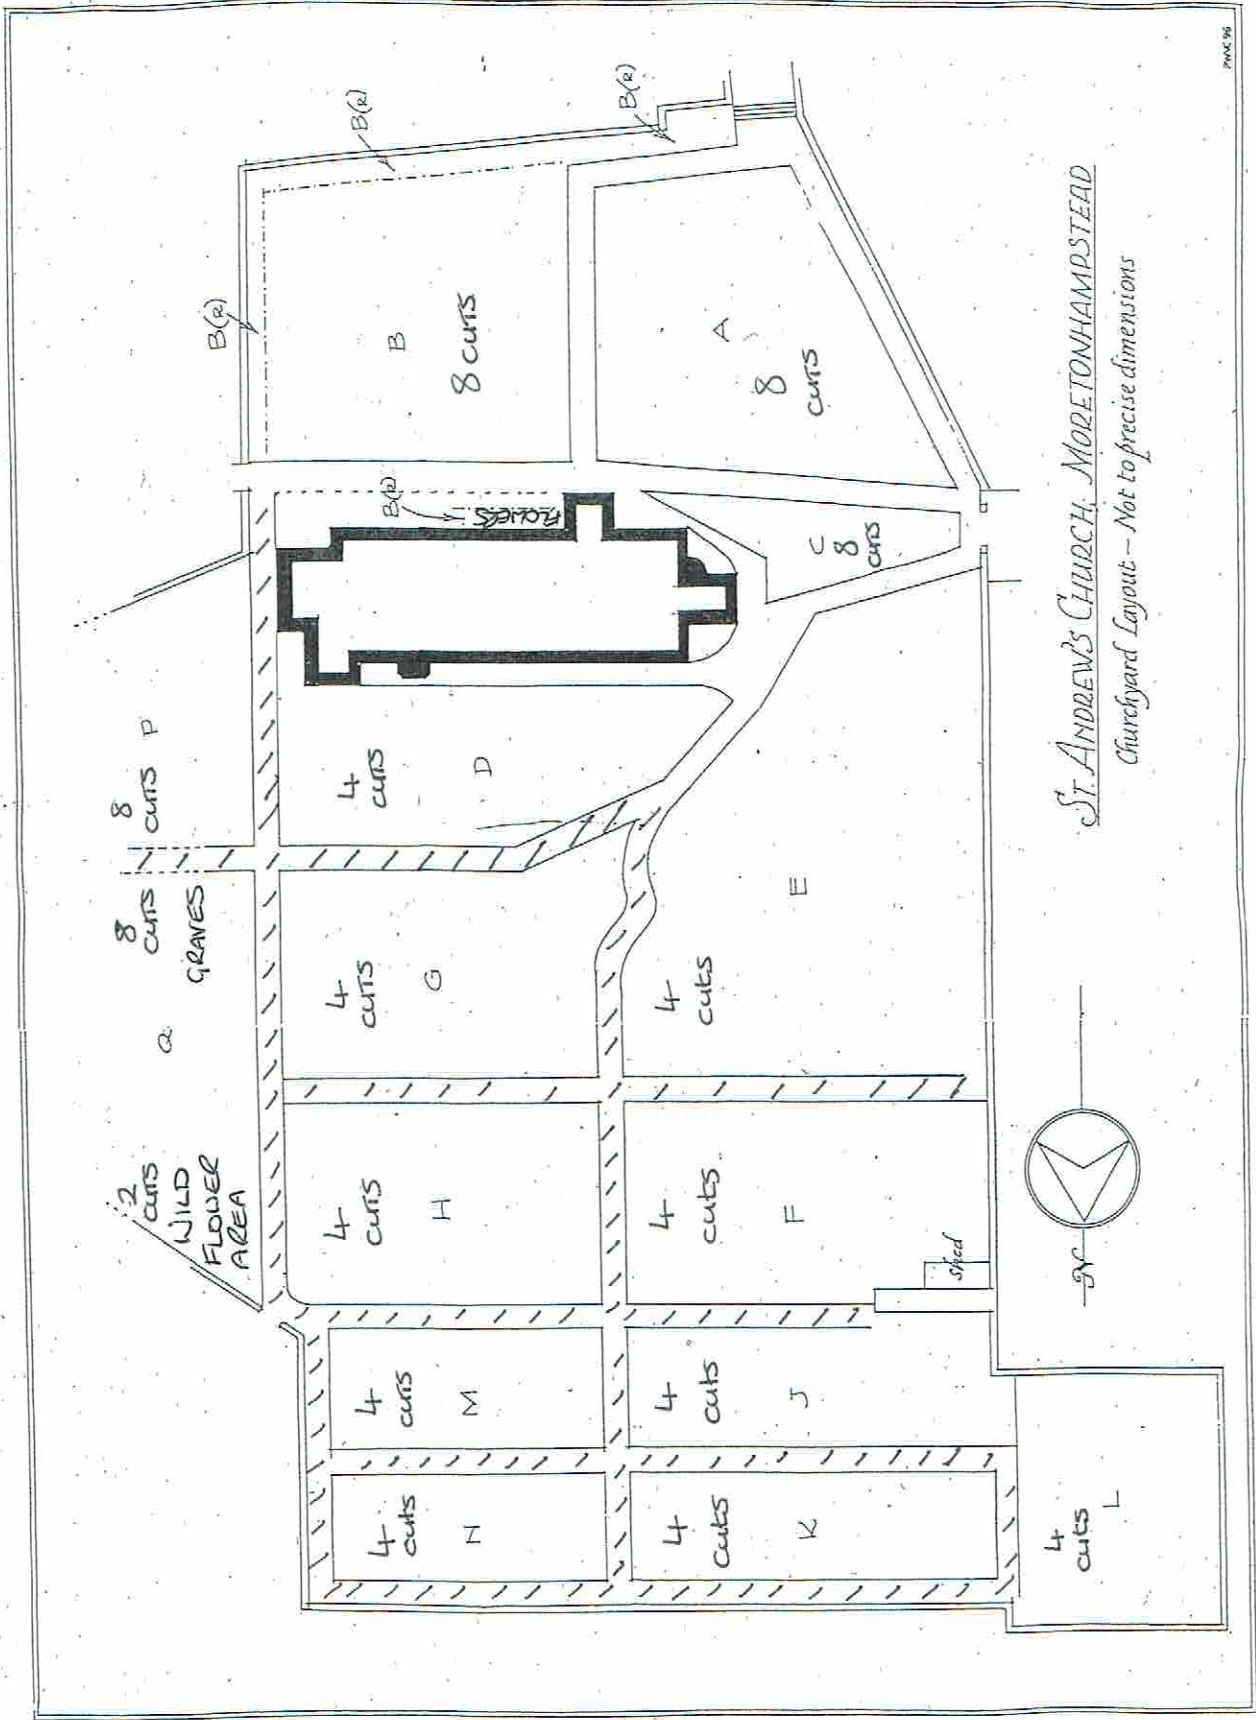 ST. ANDREW'S CHURCH, MORETONHAMPSTEAD
Churchyard Layout – Not to precise dimensions
PWC 96
N
2
cuts
WILD
FLOWER
AREA
Q
8
cuts
GRAVES
8
cuts
P
B(R)
B(R)
B(R)
B(R)
FLOWERS
B
8 cuts
A
8
cuts
C
8
cuts
4
cuts
D
4
cuts
E
4
cuts
G
4
cuts
H
4
cuts
F
shed
4
cuts
M
4
cuts
J
4
cuts
N
4
cuts
K
4
cuts
L